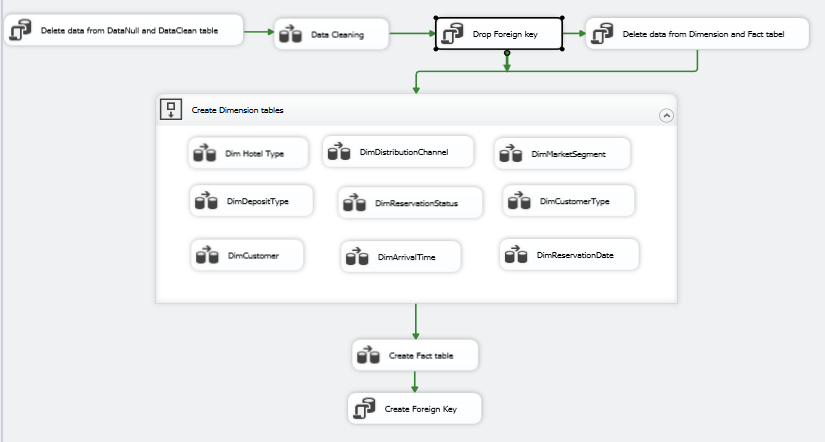 Delete data from DataNull and DataClean table
Data Cleaning
Drop Foreign key
Delete data from Dimension and Fact tabel
Create Dimension tables
Dim Hotel Type
DimDistributionChannel
DimMarketSegment
DimDepositType
DimReservationStatus
DimCustomerType
DimCustomer
DimArrivalTime
DimReservationDate
Create Fact table
Create Foreign Key